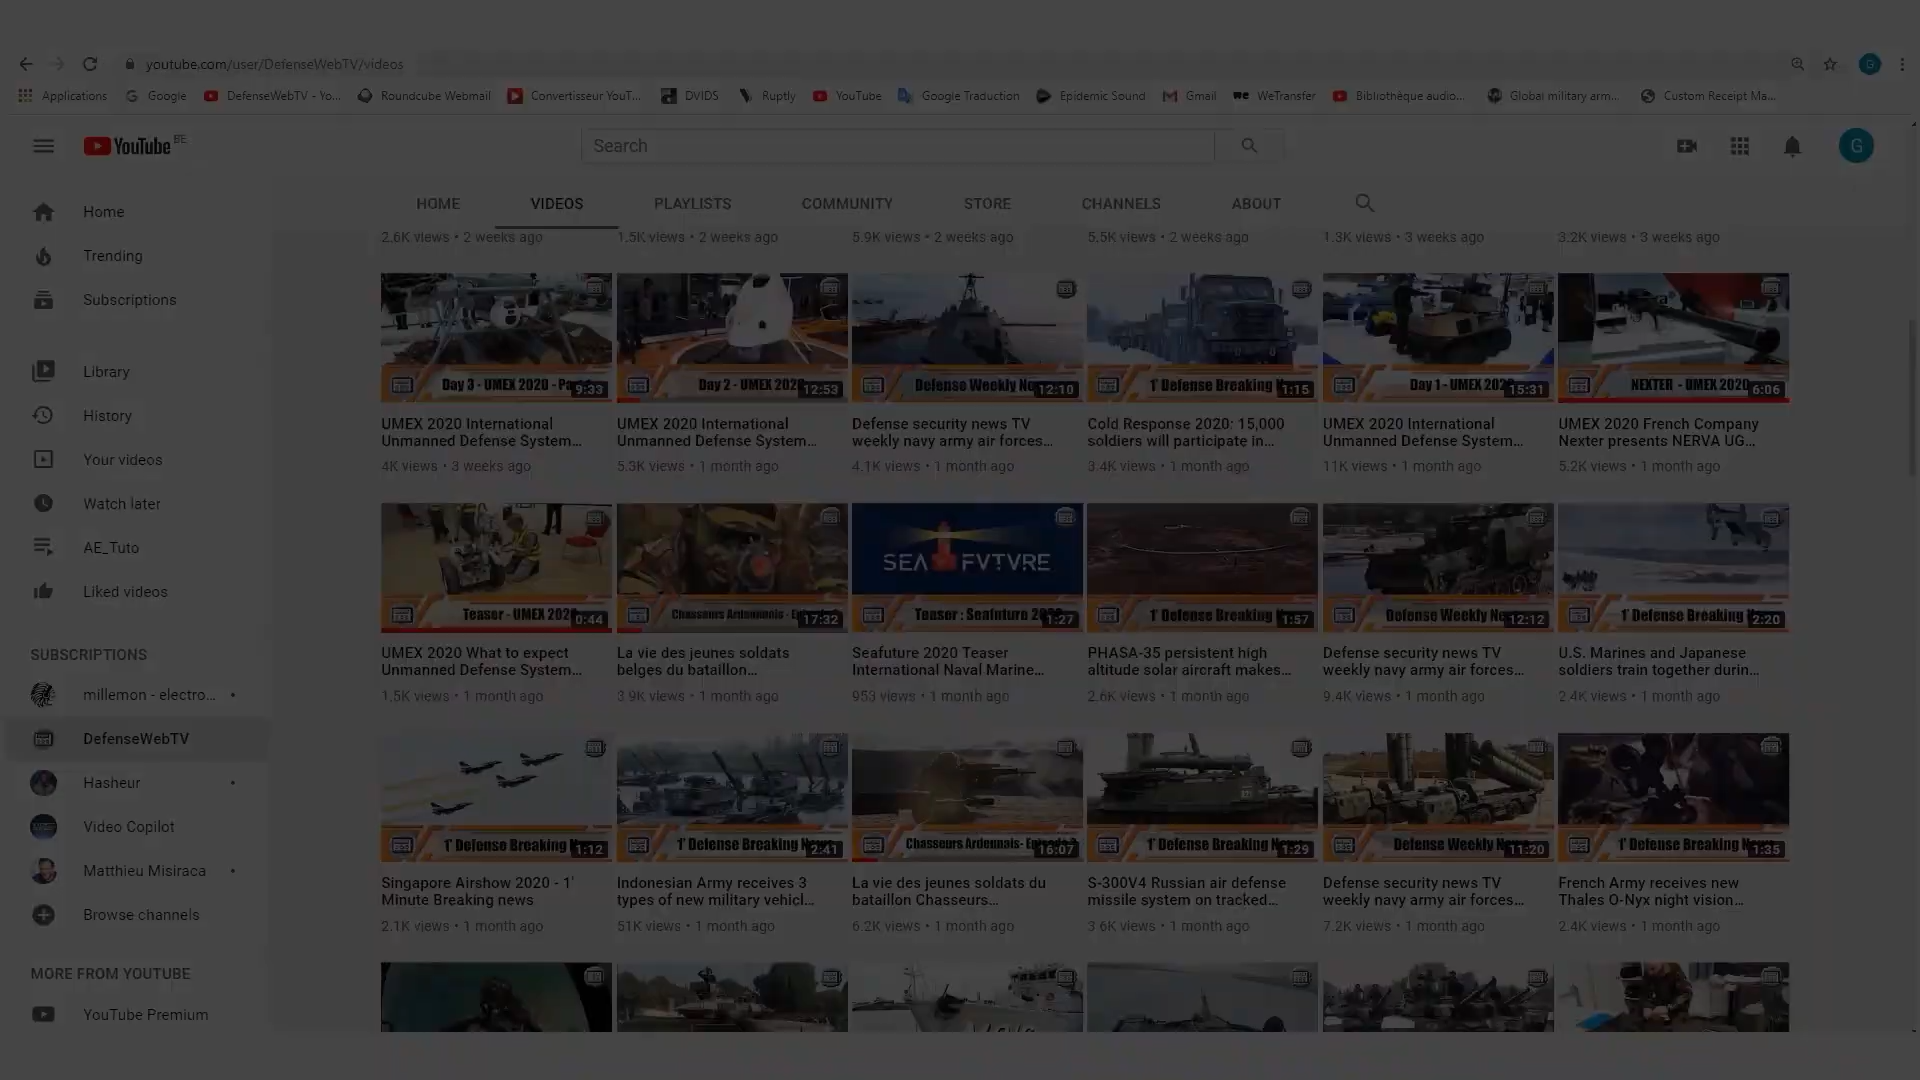 youtube.com/user/DefenseWebTV/videos
Applications Google DefenseWebTV - Yo... Roundcube Webmail Convertisseur YouT... DVIDS Ruptly YouTube Google Traduction Epidemic Sound Gmail WeTransfer Bibliothèque audio... Global military arm... Custom Receipt Ma...
YouTube BE
Search
G
HOME VIDEOS PLAYLISTS COMMUNITY STORE CHANNELS ABOUT
Home
Trending
Subscriptions
Library
History
Your videos
Watch later
AE_Tuto
Liked videos
SUBSCRIPTIONS
millemon - electro... •
DefenseWebTV
Hasheur •
Video Copilot
Matthieu Misiraca •
Browse channels
MORE FROM YOUTUBE
YouTube Premium
2.6K views • 2 weeks ago 1.5K views • 2 weeks ago 5.9K views • 2 weeks ago 5.5K views • 2 weeks ago 1.3K views • 3 weeks ago 3.2K views • 3 weeks ago
Day 3 - UMEX 2020 - Pa 9:33 Day 2 - UMEX 2020 12:53 Defense Weekly Ne 12:10 1' Defense Breaking N 1:15 Day 1 - UMEX 202 15:31 NEXTER - UMEX 2020 6:06
UMEX 2020 International UMEX 2020 International Defense security news TV Cold Response 2020: 15,000 UMEX 2020 International UMEX 2020 French Company
Unmanned Defense System... Unmanned Defense System... weekly navy army air forces... soldiers will participate in... Unmanned Defense System... Nexter presents NERVA UG...
4K views • 3 weeks ago 5.3K views • 1 month ago 4.1K views • 1 month ago 3.4K views • 1 month ago 11K views • 1 month ago 5.2K views • 1 month ago
SEA FVTVRE
Teaser - UMEX 202 0:44 Chasseurs Ardennais - 17:32 Teaser : Seafuture 1:27 1' Defense Breaking N 1:57 Defense Weekly Ne 12:12 1' Defense Breaking N 2:20
UMEX 2020 What to expect La vie des jeunes soldats Seafuture 2020 Teaser PHASA-35 persistent high Defense security news TV U.S. Marines and Japanese
Unmanned Defense System... belges du bataillon... International Naval Marine... altitude solar aircraft makes... weekly navy army air forces... soldiers train together durin...
1.5K views • 1 month ago 3.9K views • 1 month ago 953 views • 1 month ago 2.6K views • 1 month ago 9.4K views • 1 month ago 2.4K views • 1 month ago
1' Defense Breaking 1:12 1' Defense Breaking N 2:41 Chasseurs Ardennais- 16:07 1' Defense Breaking N 1:29 Defense Weekly N 11:20 1' Defense Breaking N 1:35
Singapore Airshow 2020 - 1' Indonesian Army receives 3 La vie des jeunes soldats du S-300V4 Russian air defense Defense security news TV French Army receives new
Minute Breaking news types of new military vehicl... bataillon Chasseurs... missile system on tracked... weekly navy army air forces... Thales O-Nyx night vision...
2.1K views • 1 month ago 51K views • 1 month ago 6.2K views • 1 month ago 3.6K views • 1 month ago 7.2K views • 1 month ago 2.4K views • 1 month ago